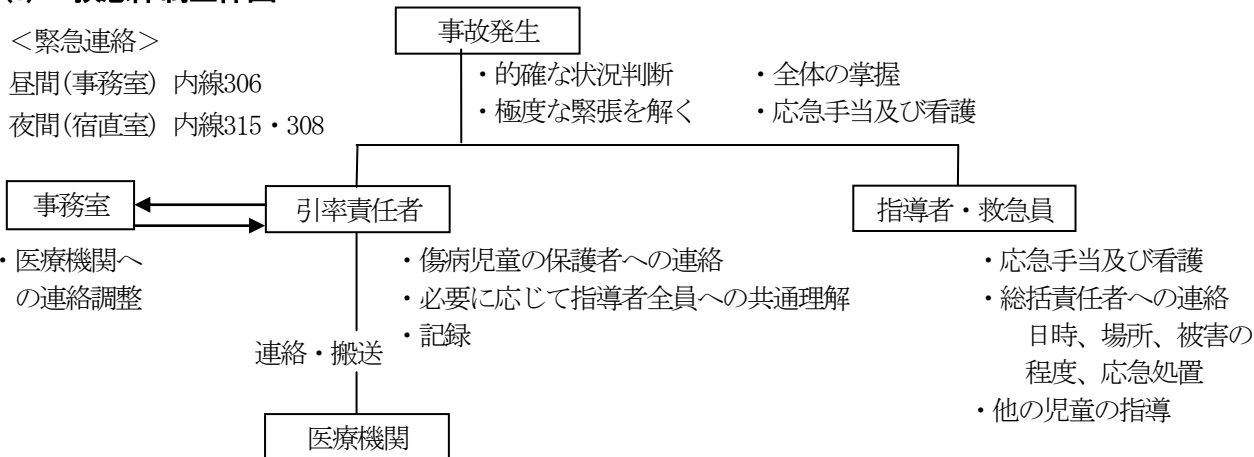 <緊急連絡>
昼間(事務室) 内線306
夜間(宿直室) 内線315・308
事故発生
・的確な状況判断 ・全体の掌握
・極度な緊張を解く ・応急手当及び看護
事務室
引率責任者
指導者・救急員
・医療機関へ
の連絡調整
・傷病児童の保護者への連絡
・必要に応じて指導者全員への共通理解
・記録
・応急手当及び看護
・総括責任者への連絡
日時、場所、被害の
程度、応急処置
・他の児童の指導
連絡・搬送
医療機関